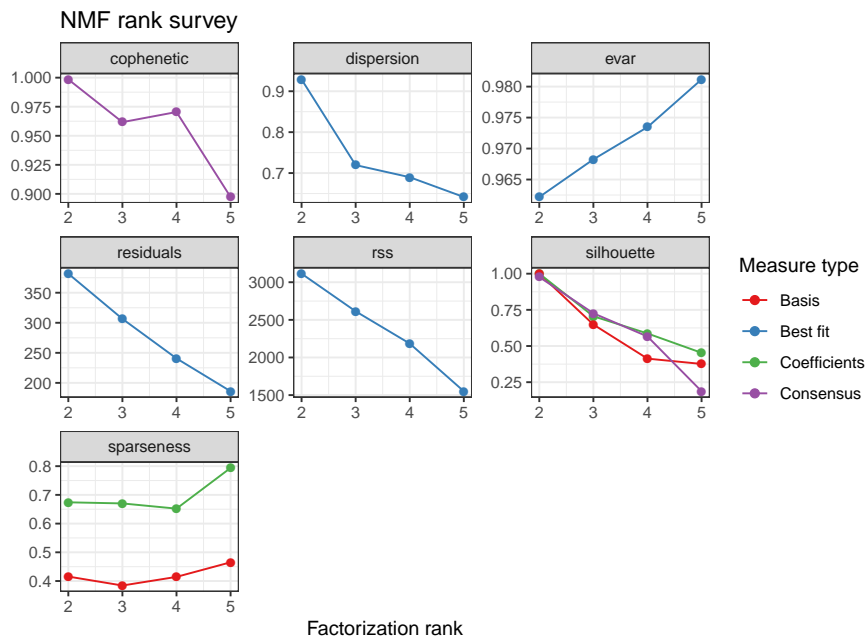 NMF rank survey
cophenetic
dispersion
evar
1.000
0.975
0.950
0.925
0.900
2 3 4 5
0.9
0.8
0.7
2 3 4 5
0.980
0.975
0.970
0.965
2 3 4 5
residuals
rss
silhouette
350
300
250
200
2 3 4 5
3000
2500
2000
1500
2 3 4 5
1.00
0.75
0.50
0.25
2 3 4 5
Measure type
Basis
Best fit
Coefficients
Consensus
sparseness
0.8
0.7
0.6
0.5
0.4
2 3 4 5
Factorization rank